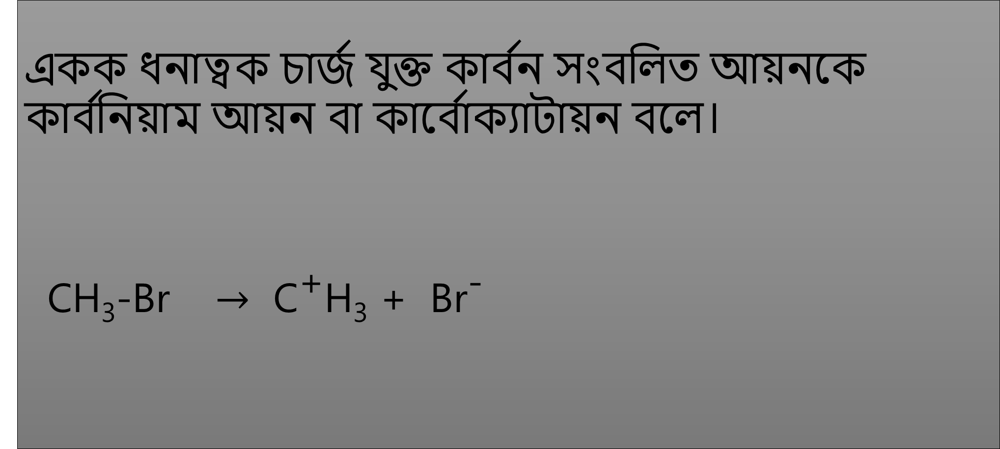 একক ধনাত্বক চার্জ যুক্ত কার্বন সংবলিত আয়নকে
কার্বনিয়াম আয়ন বা কার্বোক্যাটায়ন বলে।
CH₃-Br → C⁺H₃ + Br⁻